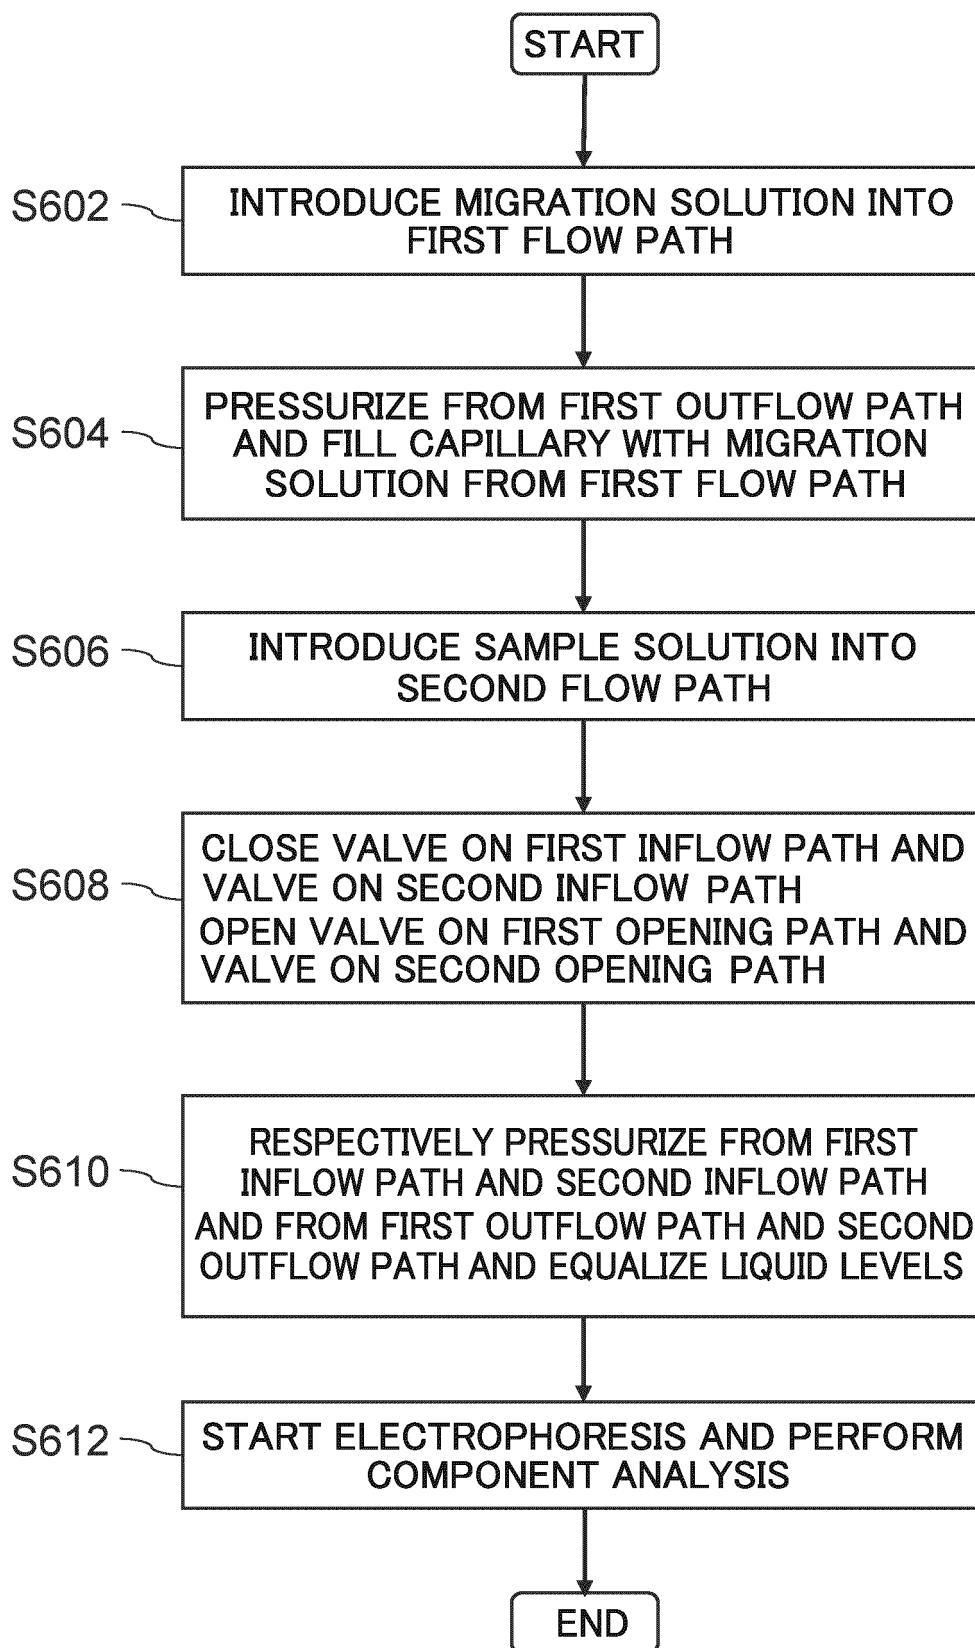 START
S602
INTRODUCE MIGRATION SOLUTION INTO
FIRST FLOW PATH
S604
PRESSURIZE FROM FIRST OUTFLOW PATH
AND FILL CAPILLARY WITH MIGRATION
SOLUTION FROM FIRST FLOW PATH
S606
INTRODUCE SAMPLE SOLUTION INTO
SECOND FLOW PATH
S608
CLOSE VALVE ON FIRST INFLOW PATH AND
VALVE ON SECOND INFLOW PATH
OPEN VALVE ON FIRST OPENING PATH AND
VALVE ON SECOND OPENING PATH
S610
RESPECTIVELY PRESSURIZE FROM FIRST
INFLOW PATH AND SECOND INFLOW PATH
AND FROM FIRST OUTFLOW PATH AND SECOND
OUTFLOW PATH AND EQUALIZE LIQUID LEVELS
S612
START ELECTROPHORESIS AND PERFORM
COMPONENT ANALYSIS
END